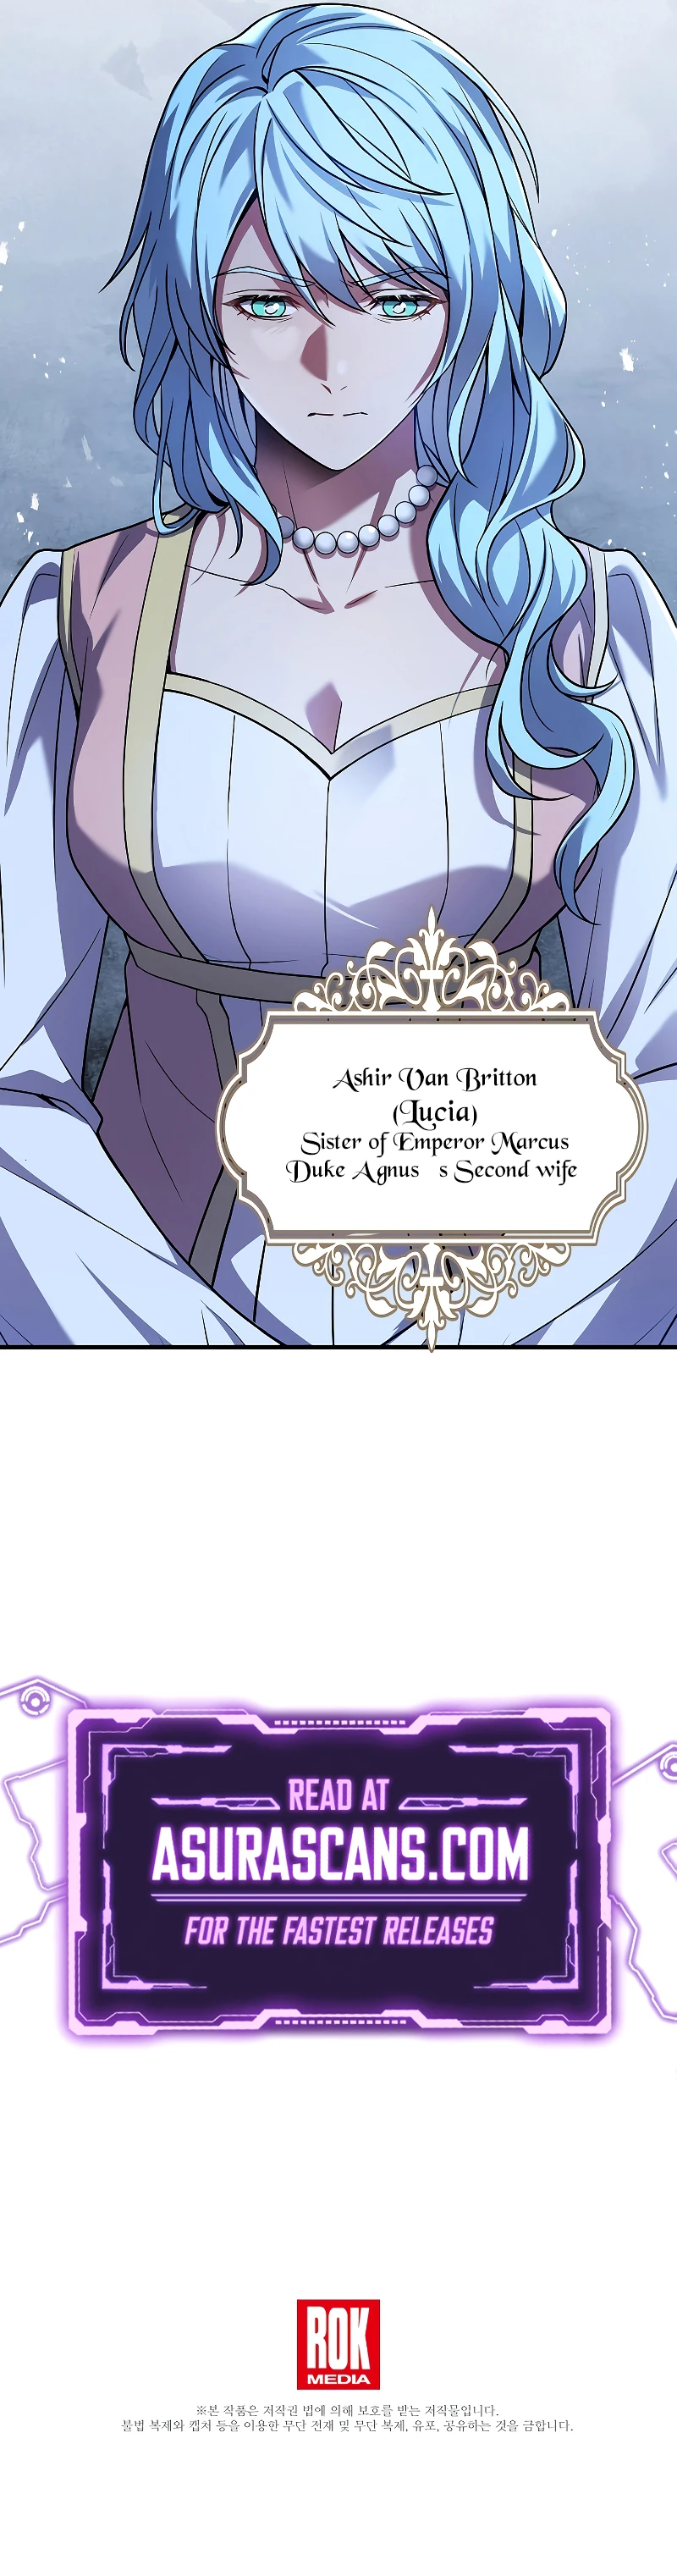 Ashir Van Britton
(Lucia)
Sister of Emperor Marcus
Duke Agnus s Second wife
READ AT
ASURASCANS.COM
FOR THE FASTEST RELEASES
ROK
MEDIA
※본 작품은 저작권 법에 의해 보호를 받는 저작물입니다.
불법 복제와 캡처 등을 이용한 무단 전재 및 무단 복제, 유포, 공유하는 것을 금합니다.